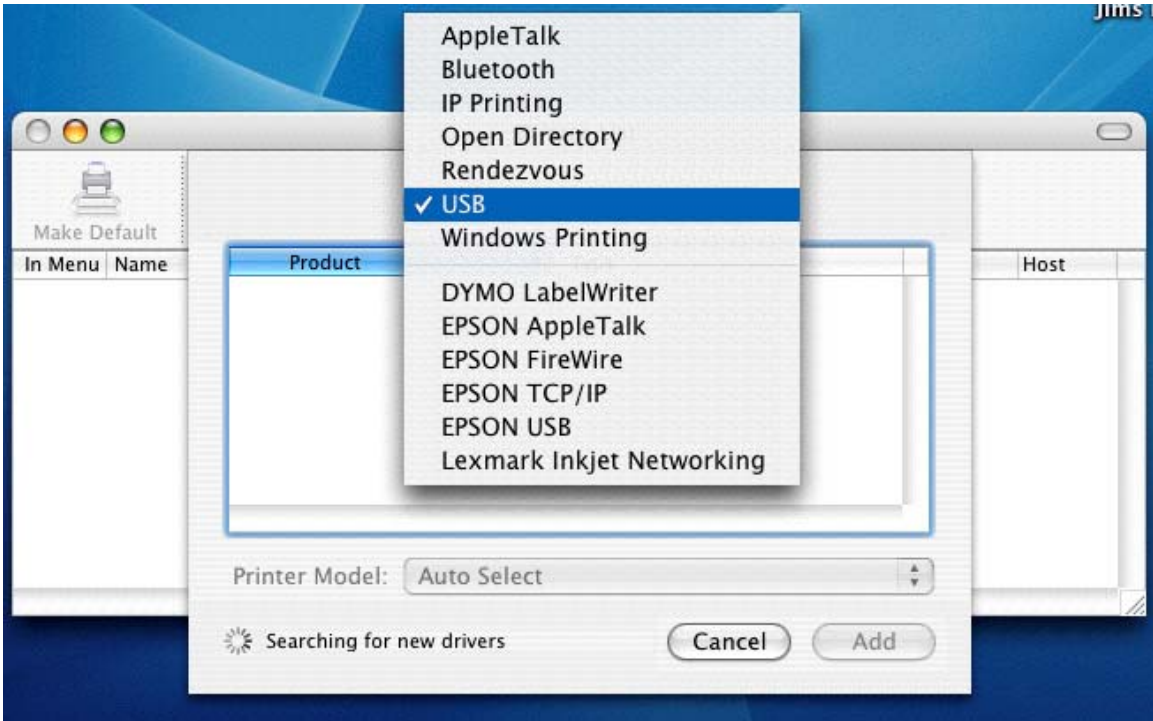 Jims
AppleTalk
Bluetooth
IP Printing
Open Directory
Rendezvous
✓ USB
Windows Printing
DYMO LabelWriter
EPSON AppleTalk
EPSON FireWire
EPSON TCP/IP
EPSON USB
Lexmark Inkjet Networking
Make Default
In Menu Name Product Host
Printer Model: Auto Select
Searching for new drivers Cancel Add